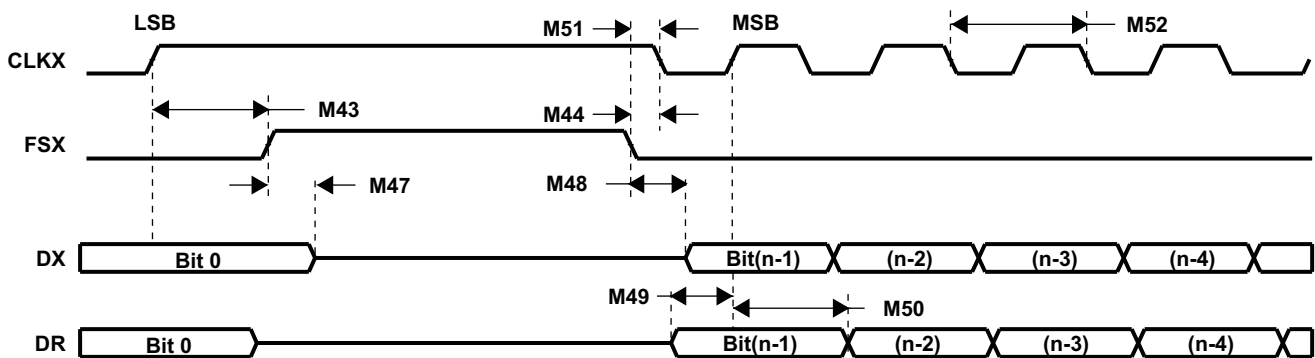 LSB
M51
MSB
M52
CLKX
M43
M44
FSX
M47
M48
DX
Bit 0
Bit(n-1)
(n-2)
(n-3)
(n-4)
M49
M50
DR
Bit 0
Bit(n-1)
(n-2)
(n-3)
(n-4)